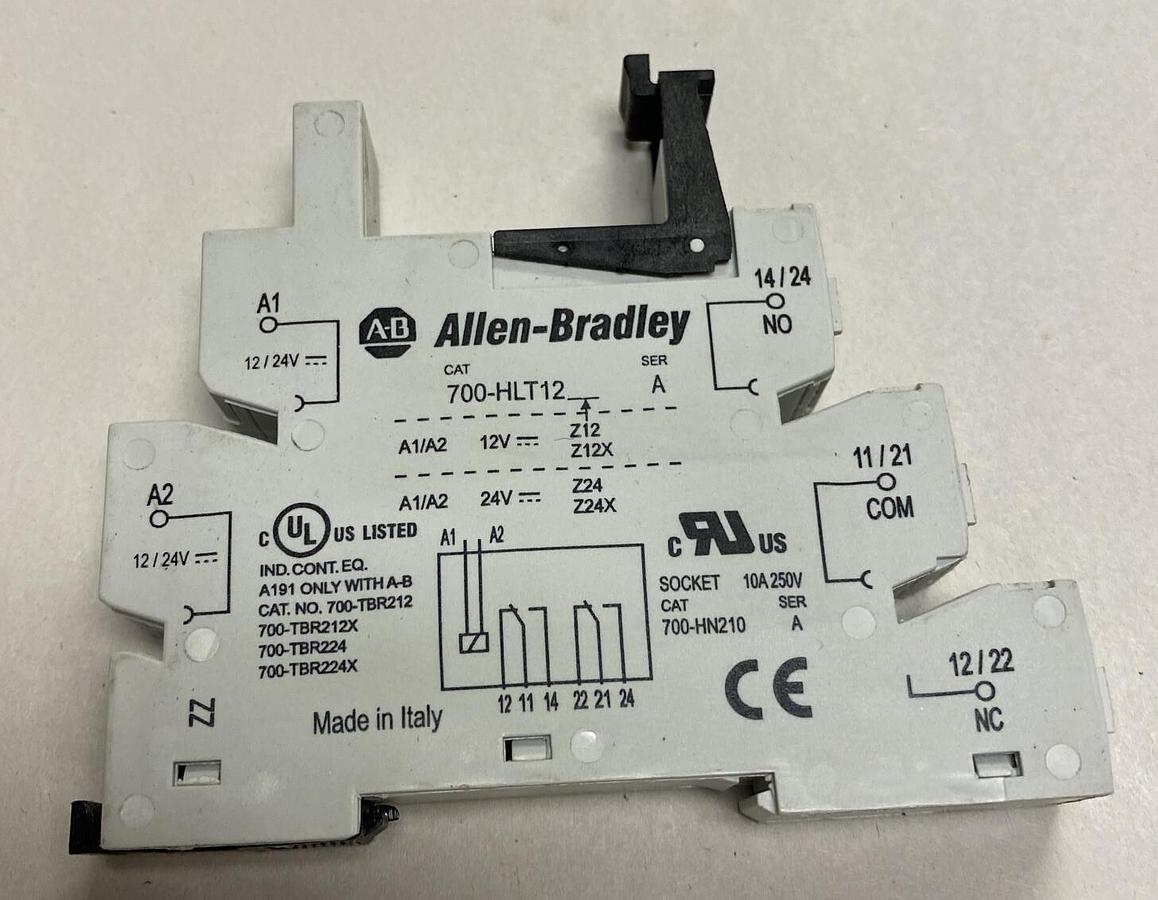 14 / 24
NO
A1
12 / 24V
A-B Allen-Bradley
CAT SER
700-HLT12__ A
A1/A2 12V Z12
Z12X
A1/A2 24V Z24
Z24X
11 / 21
COM
A2
12 / 24V
C UL US LISTED
IND. CONT. EQ.
A191 ONLY WITH A-B
CAT. NO. 700-TBR212
700-TBR212X
700-TBR224
700-TBR224X
A1 A2
12 11 14 22 21 24
C RU US
SOCKET 10A 250V
CAT SER
700-HN210 A
CE
12 / 22
NC
ZZ
Made in Italy